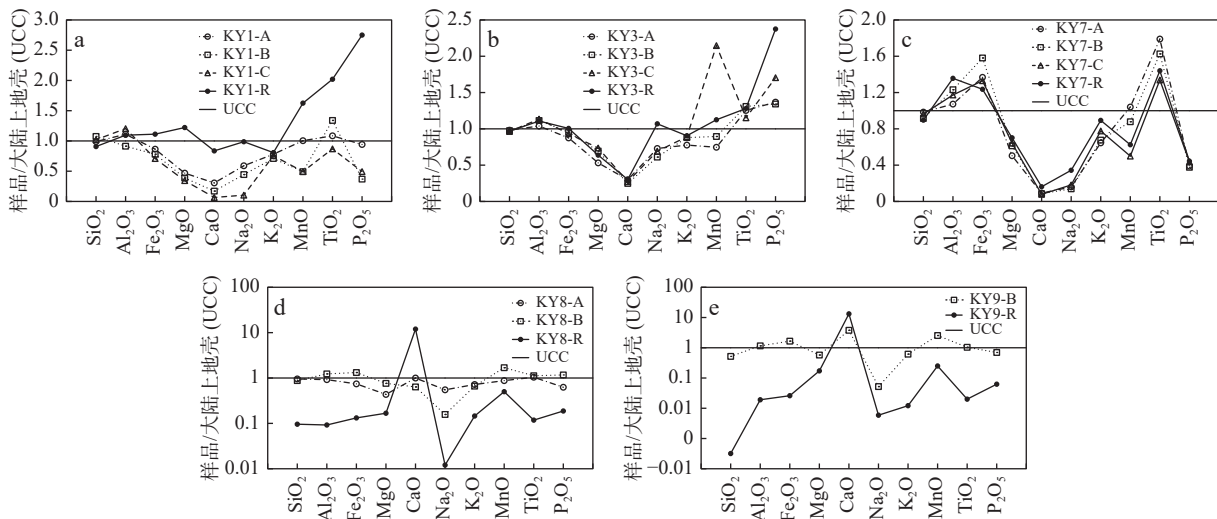 a
样品/大陆上地壳 (UCC)
3.0
2.5
2.0
1.5
1.0
0.5
0
KY1-A
KY1-B
KY1-C
KY1-R
UCC
SiO₂
Al₂O₃
Fe₂O₃
MgO
CaO
Na₂O
K₂O
MnO
TiO₂
P₂O₅
b
样品/大陆上地壳 (UCC)
2.5
2.0
1.5
1.0
0.5
0
KY3-A
KY3-B
KY3-C
KY3-R
UCC
SiO₂
Al₂O₃
Fe₂O₃
MgO
CaO
Na₂O
K₂O
MnO
TiO₂
P₂O₅
c
样品/大陆上地壳 (UCC)
2.0
1.6
1.2
0.8
0.4
0
KY7-A
KY7-B
KY7-C
KY7-R
UCC
SiO₂
Al₂O₃
Fe₂O₃
MgO
CaO
Na₂O
K₂O
MnO
TiO₂
P₂O₅
d
样品/大陆上地壳 (UCC)
100
10
1
0.1
0.01
KY8-A
KY8-B
KY8-R
UCC
SiO₂
Al₂O₃
Fe₂O₃
MgO
CaO
Na₂O
K₂O
MnO
TiO₂
P₂O₅
e
样品/大陆上地壳 (UCC)
100
10
1
0.1
0.01
0
−0.01
KY9-B
KY9-R
UCC
SiO₂
Al₂O₃
Fe₂O₃
MgO
CaO
Na₂O
K₂O
MnO
TiO₂
P₂O₅